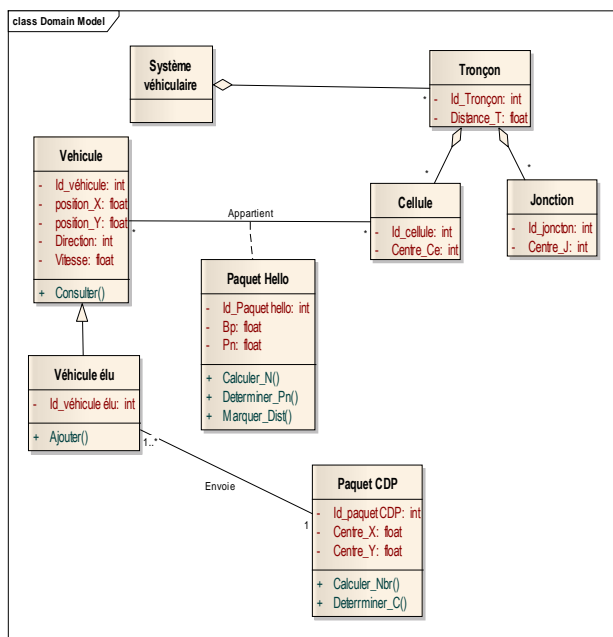 class Domain Model
Système
véhiculaire
*
Tronçon
- Id_Tronçon: int
- Distance_T: float
*
*
Vehicule
- Id_véhicule: int
- position_X: float
- position_Y: float
- Direction: int
- Vitesse: float
+ Consulter()
*
Appartient
*
Cellule
- Id_cellule: int
- Centre_Ce: int
Jonction
- Id_joncton: int
- Centre_J: int
Paquet Hello
- Id_Paquet hello: int
- Bp: float
- Pn: float
+ Calculer_N()
+ Determiner_Pn()
+ Marquer_Dist()
Véhicule élu
- Id_véhicule élu: int
+ Ajouter()
1..*
Envoie
1
Paquet CDP
- Id_paquet CDP: int
- Centre_X: float
- Centre_Y: float
+ Calculer_Nbr()
+ Deterrminer_C()